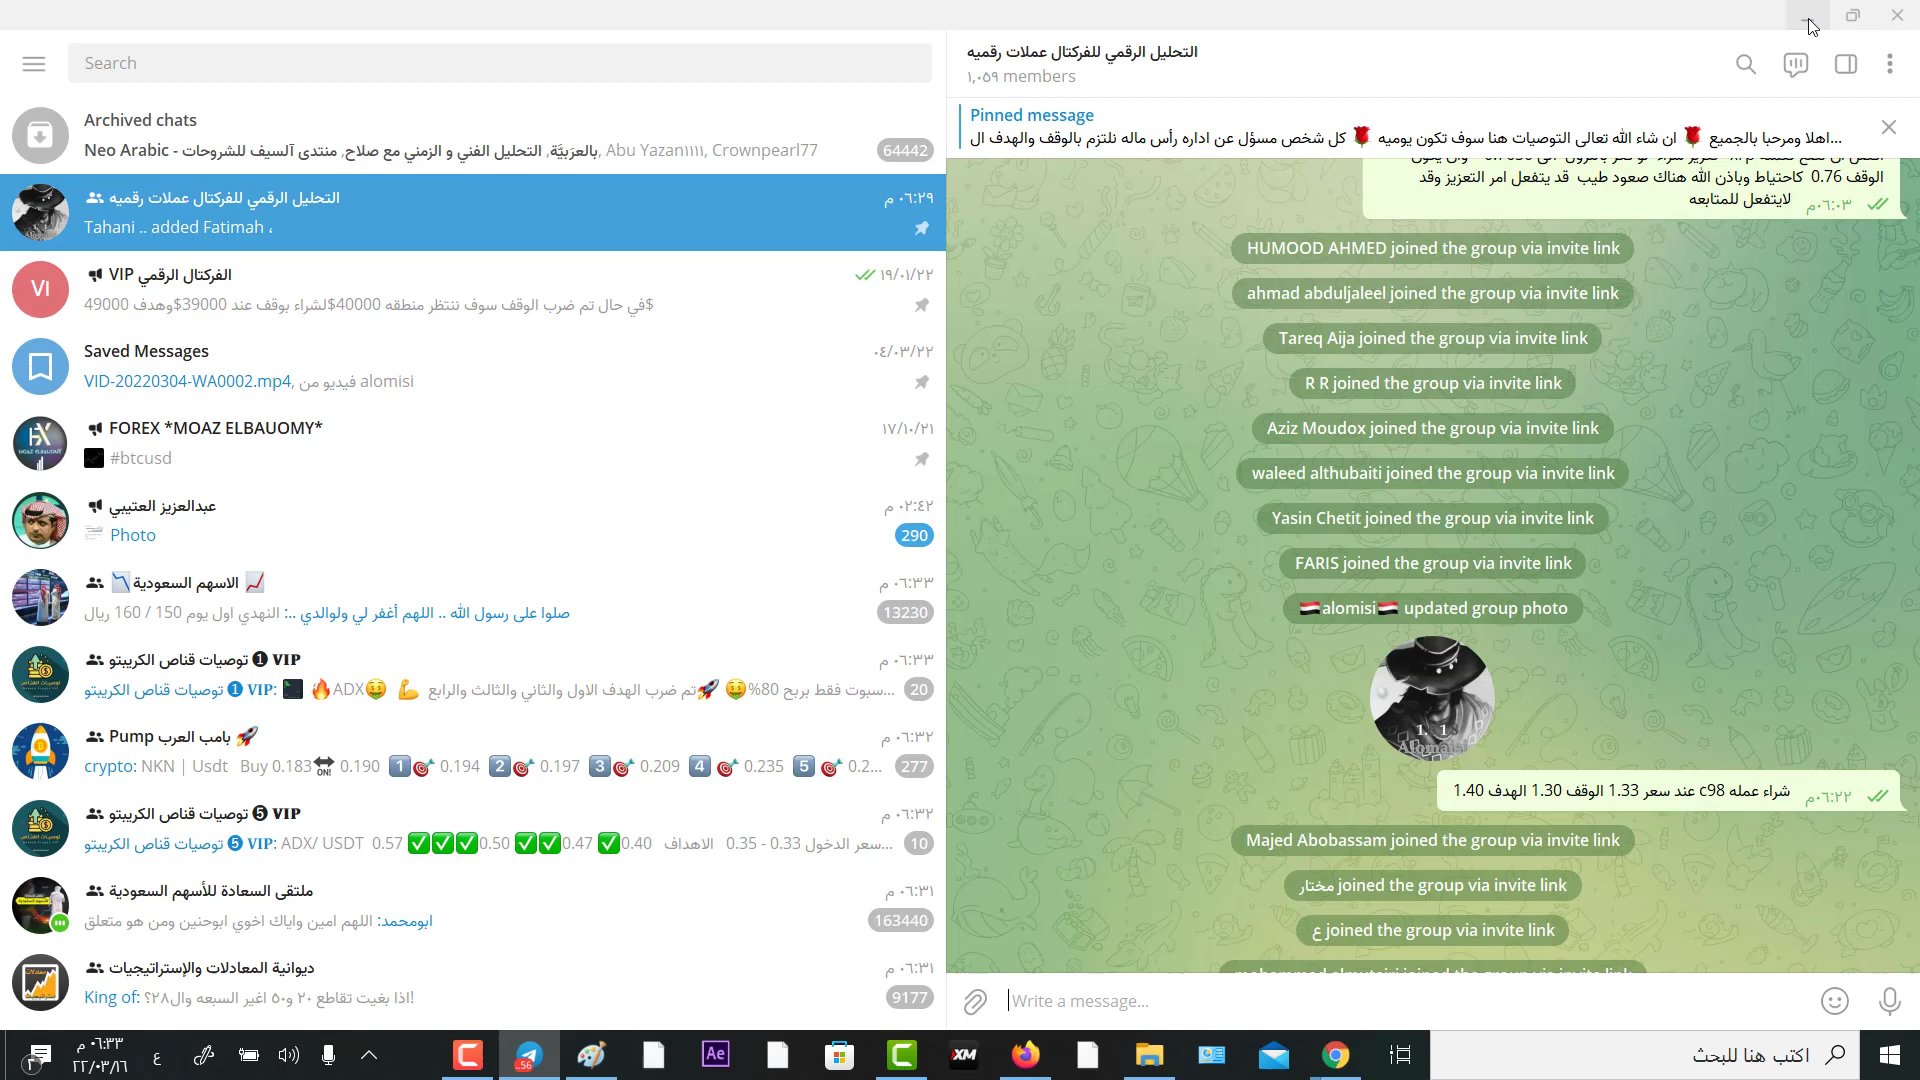 Search
Archived chats
Neo Arabic - بالعرَبِيَّة, التحليل الفني و الزمني مع صلاح, منتدى آلسيف للشروحات, Abu Yazan1111, Crownpearl77
64442
التحليل الرقمي للفركتال عملات رقميه
٠٦:٢٩ م
Tahani .. added Fatimah ،
VI
الفركتال الرقمي VIP
١٩/٠١/٢٢
في حال تم ضرب الوقف سوف ننتظر منطقه 40000$لشراء بوقف عند 39000$وهدف 49000$
Saved Messages
٠٤/٠٣/٢٢
VID-20220304-WA0002.mp4, فيديو من alomisi
FOREX *MOAZ ELBAUOMY*
١٧/١٠/٢١
#btcusd
عبدالعزيز العتيبي
٠٢:٤٢ م
Photo
290
📉الاسهم السعودية 📈
٠٦:٣٣ م
صلوا على رسول الله .. اللهم أغفر لي ولوالدي ..: النهدي اول يوم 150 / 160 ريال
13230
توصيات قناص الكريبتو ❶ VIP
٠٦:٣٣ م
توصيات قناص الكريبتو ❶ VIP: 🔥ADX🤑 💪 تم ضرب الهدف الاول والثاني والثالث والرابع🚀 🤑سبوت فقط بربح 80%...
20
Pump بامب العرب 🚀
٠٦:٣٢ م
crypto: NKN | Usdt Buy 0.183🔛 0.190 1️⃣🎯 0.194 2️⃣🎯 0.197 3️⃣🎯 0.209 4️⃣ 🎯 0.235 5️⃣ 🎯 0.2...
277
توصيات قناص الكريبتو ❺ VIP
٠٦:٣٢ م
توصيات قناص الكريبتو ❺ VIP: ADX/ USDT 0.57 ✅✅✅0.50 ✅✅0.47 ✅0.40 الاهداف 0.35 - 0.33 سعر الدخول...
10
ملتقى السعادة للأسهم السعودية
٠٦:٣١ م
ابومحمد: اللهم امين واياك اخوي ابوحنين ومن هو متعلق
163440
ديوانية المعادلات والإستراتيجيات
٠٦:٣١ م
King of: اذا بغيت تقاطع ٢٠ و٥٠ اغير السبعه وال٢٨؟!
9177
التحليل الرقمي للفركتال عملات رقميه
١,٠٥٩ members
Pinned message
اهلا ومرحبا بالجميع 🌹 ان شاء الله تعالى التوصيات هنا سوف تكون يوميه 🌹 كل شخص مسؤل عن اداره رأس ماله نلتزم بالوقف والهدف ال...
الوقف 0.76 كاحتياط وباذن الله هناك صعود طيب قد يتفعل امر التعزيز وقد
لايتفعل للمتابعه
٠٦:٠٣م
HUMOOD AHMED joined the group via invite link
ahmad abduljaleel joined the group via invite link
Tareq Aija joined the group via invite link
R R joined the group via invite link
Aziz Moudox joined the group via invite link
waleed althubaiti joined the group via invite link
Yasin Chetit joined the group via invite link
FARIS joined the group via invite link
🇾🇪alomisi🇾🇪 updated group photo
شراء عمله c98 عند سعر 1.33 الوقف 1.30 الهدف 1.40
٠٦:٢٢م
Majed Abobassam joined the group via invite link
مختار joined the group via invite link
ع joined the group via invite link
Write a message...
٠٦:٣٣ م
٢٢/٠٣/١٦
ع
Ae
XM
اكتب هنا للبحث